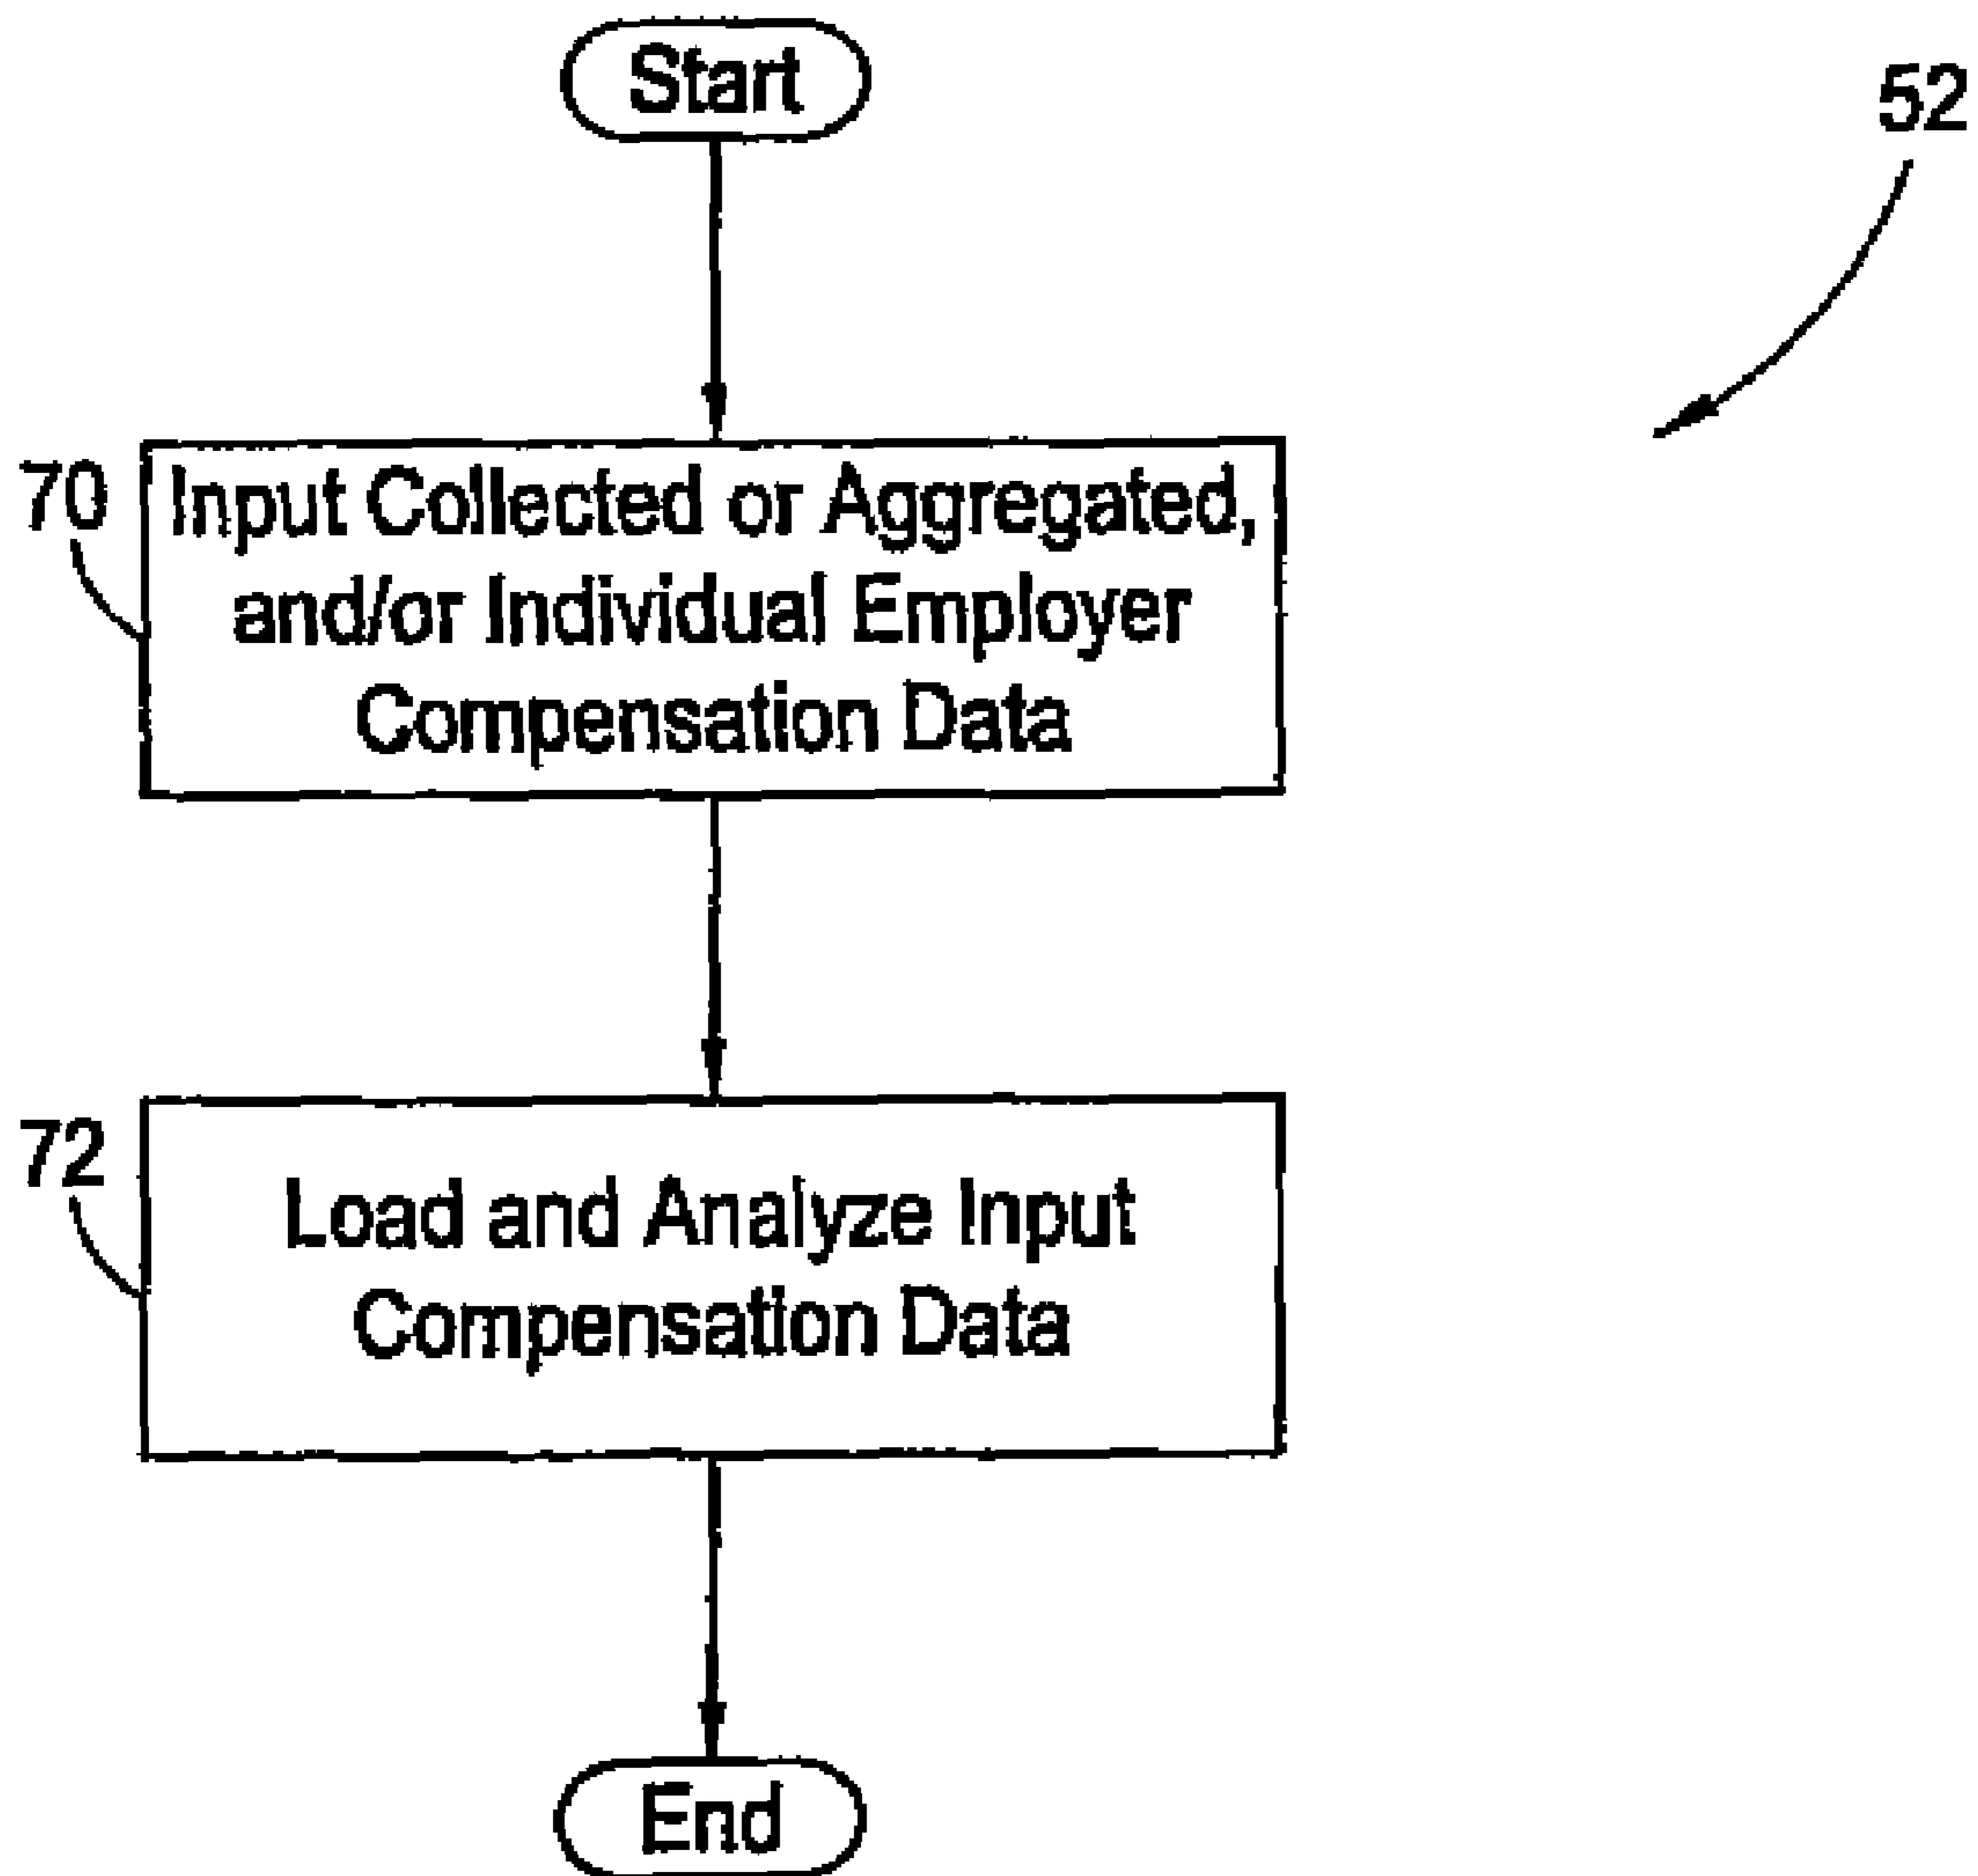 Start
52
70
Input Collected or Aggregated,
and/or Individual Employer
Compensation Data
72
Load and Analyze Input
Compensation Data
End